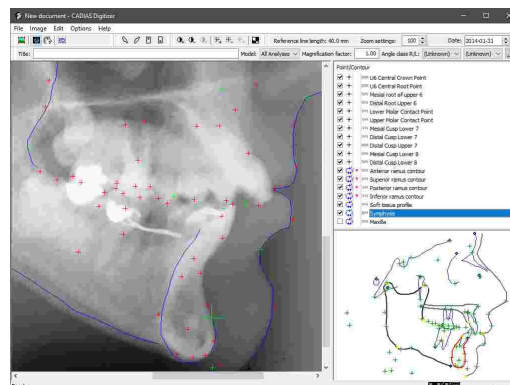 New document - CADIAS Digitizer
File Image Edit Options Help
Reference line length: 40.0 mm Zoom settings: 100 Date: 2014-01-31
Title: Model: All Analyses Magnification factor: 1.00 Angle class R/L: (Unknown) (Unknown)
Point/Contour
U6 Central Crown Point
U6 Central Root Point
Mesial root of upper 6
Distal Root Upper 6
Lower Molar Contact Point
Upper Molar Contact Point
Mesial Cusp Lower 7
Distal Cusp Lower 7
Distal Cusp Upper 7
Mesial Cusp Lower 8
Distal Cusp Lower 8
Anterior ramus contour
Superior ramus contour
Posterior ramus contour
Inferior ramus contour
Soft tissue profile
Symphysis
Maxilla